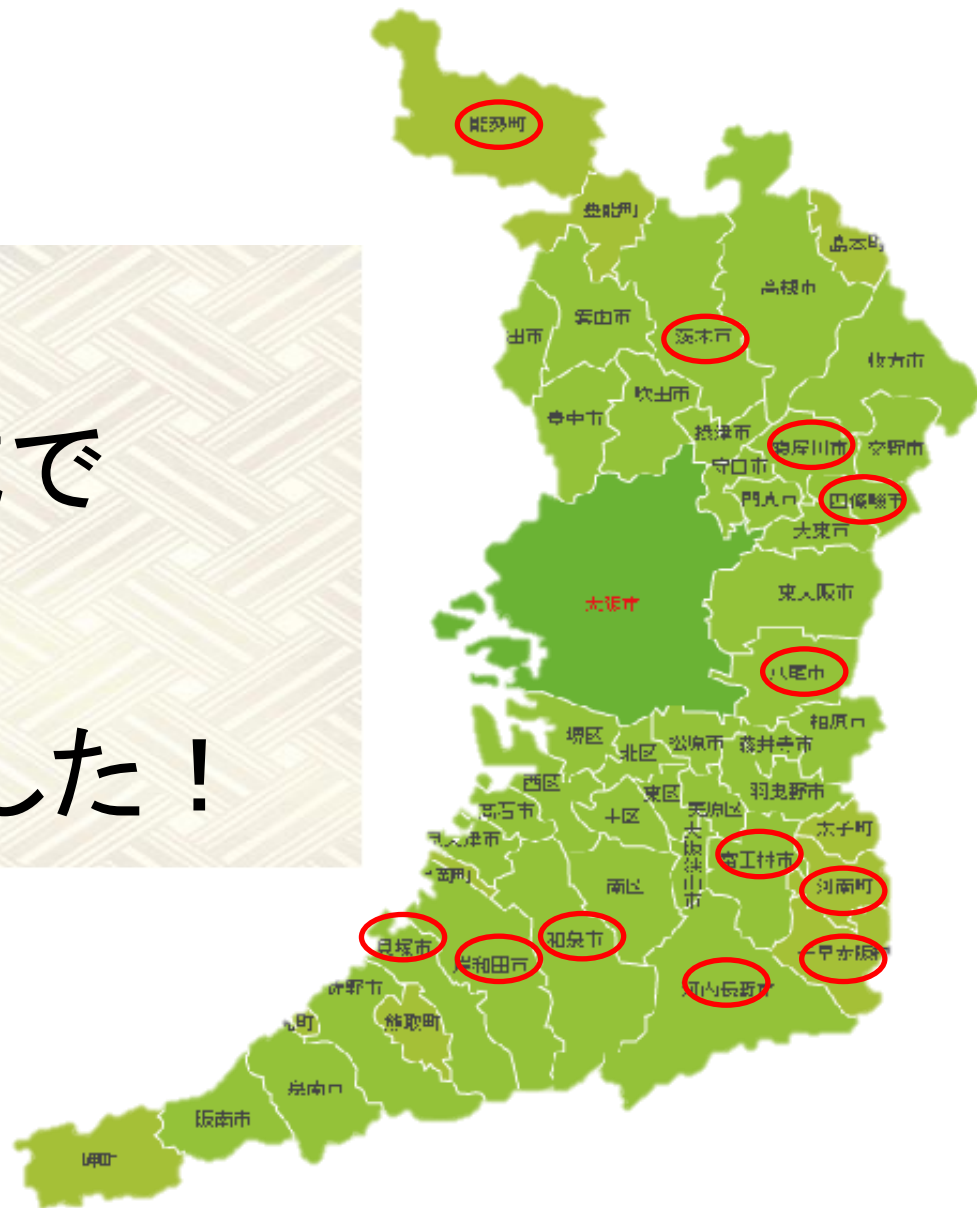 能勢町
豊能町
島本町
高槻市
箕面市
茨木市
枚方市
吹田市
豊中市
摂津市
寝屋川市
交野市
守口市
門真市
四條畷市
大東市
で
東大阪市
大阪市
八尾市
柏原市
堺区
北区
松原市
藤井寺市
した！
西区
東区
美原区
羽曳野市
高石市
大阪狭山市
太子町
富田林市
河南町
南区
貝塚市
岸和田市
和泉市
千早赤阪村
河内長野市
熊取町
泉南市
阪南市
岬町